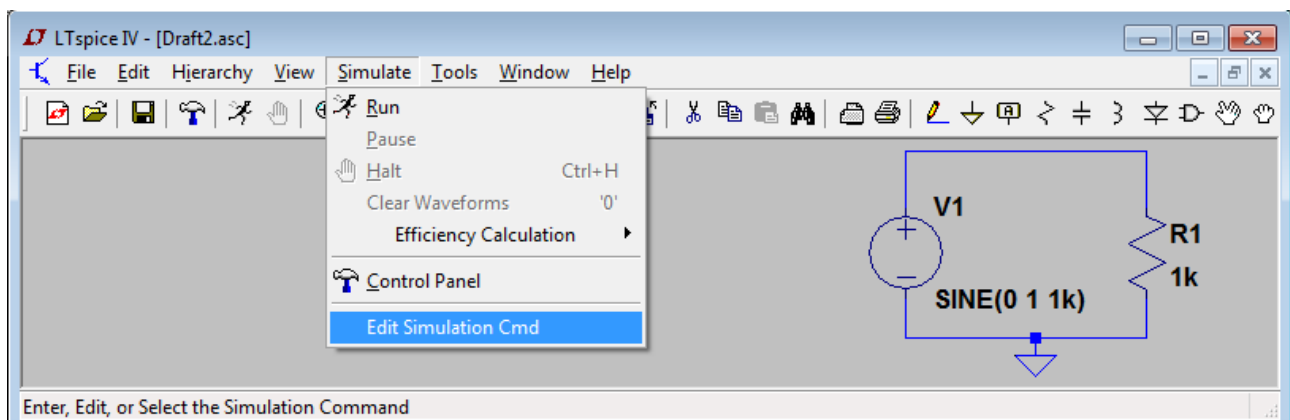 LTspice IV - [Draft2.asc]
File Edit Hierarchy View Simulate Tools Window Help
Run
Pause
Halt Ctrl+H
Clear Waveforms '0'
Efficiency Calculation
Control Panel
Edit Simulation Cmd
V1
SINE(0 1 1k)
R1
1k
Enter, Edit, or Select the Simulation Command